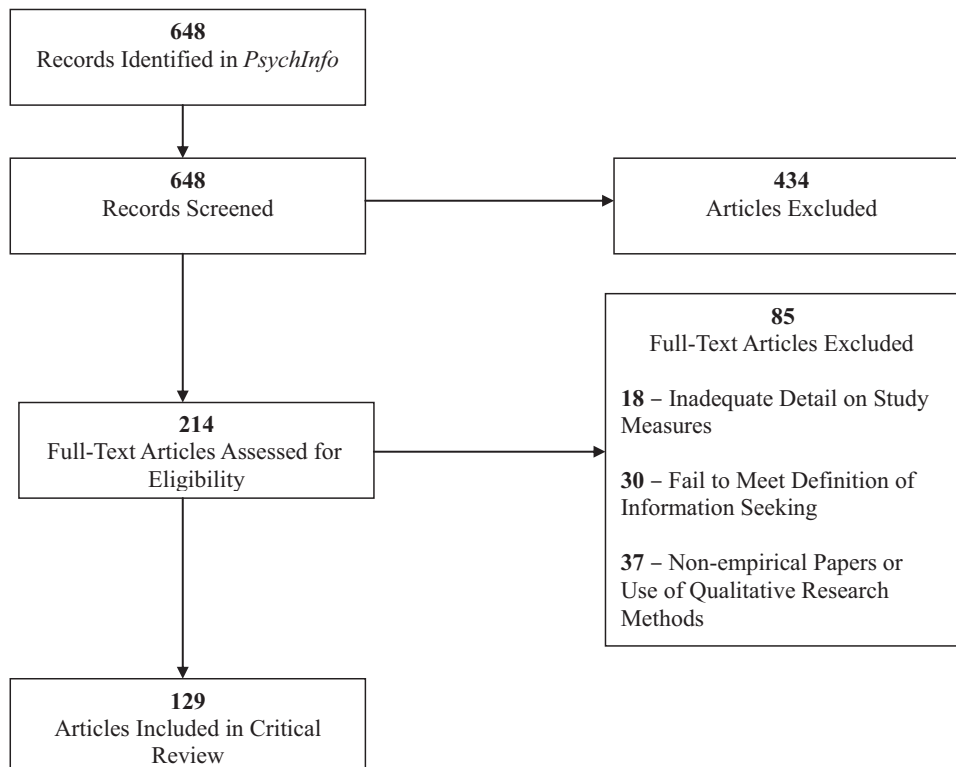 648
Records Identified in PsychInfo
648
Records Screened
434
Articles Excluded
85
Full-Text Articles Excluded
18 – Inadequate Detail on Study
Measures
30 – Fail to Meet Definition of
Information Seeking
37 – Non-empirical Papers or
Use of Qualitative Research
Methods
214
Full-Text Articles Assessed for
Eligibility
129
Articles Included in Critical
Review